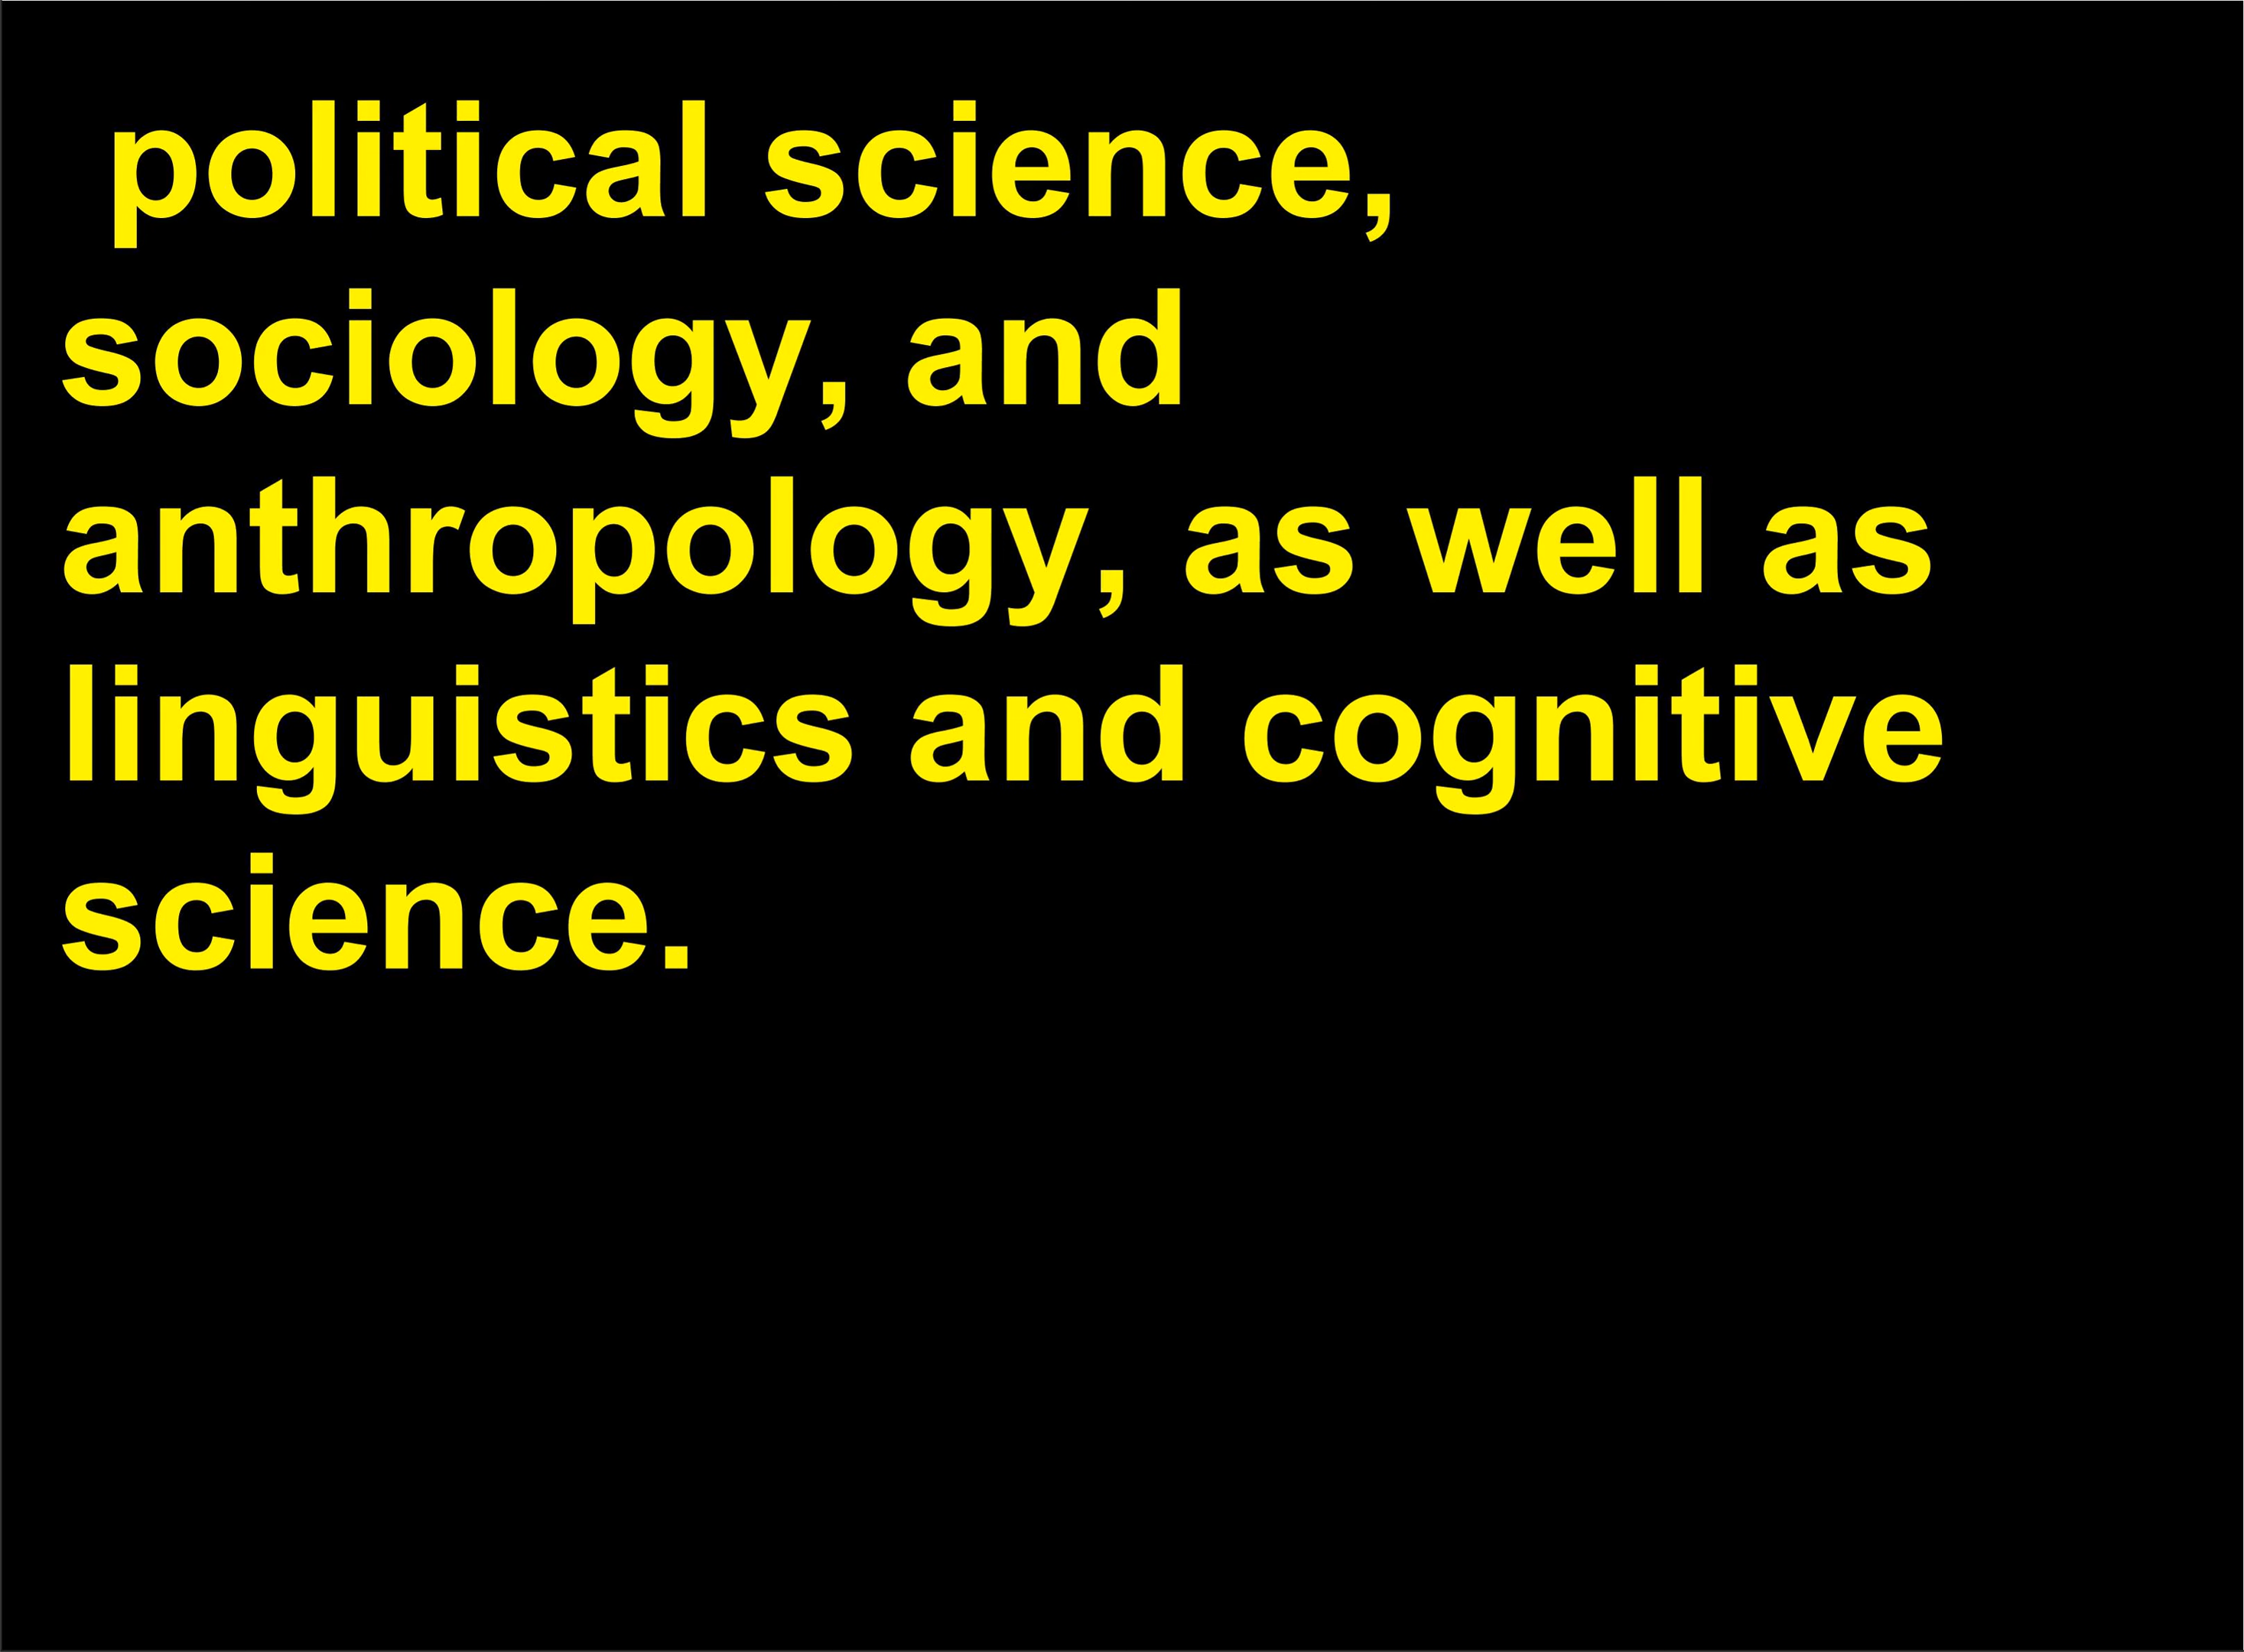 political science,
sociology, and
anthropology, as well as
linguistics and cognitive
science.